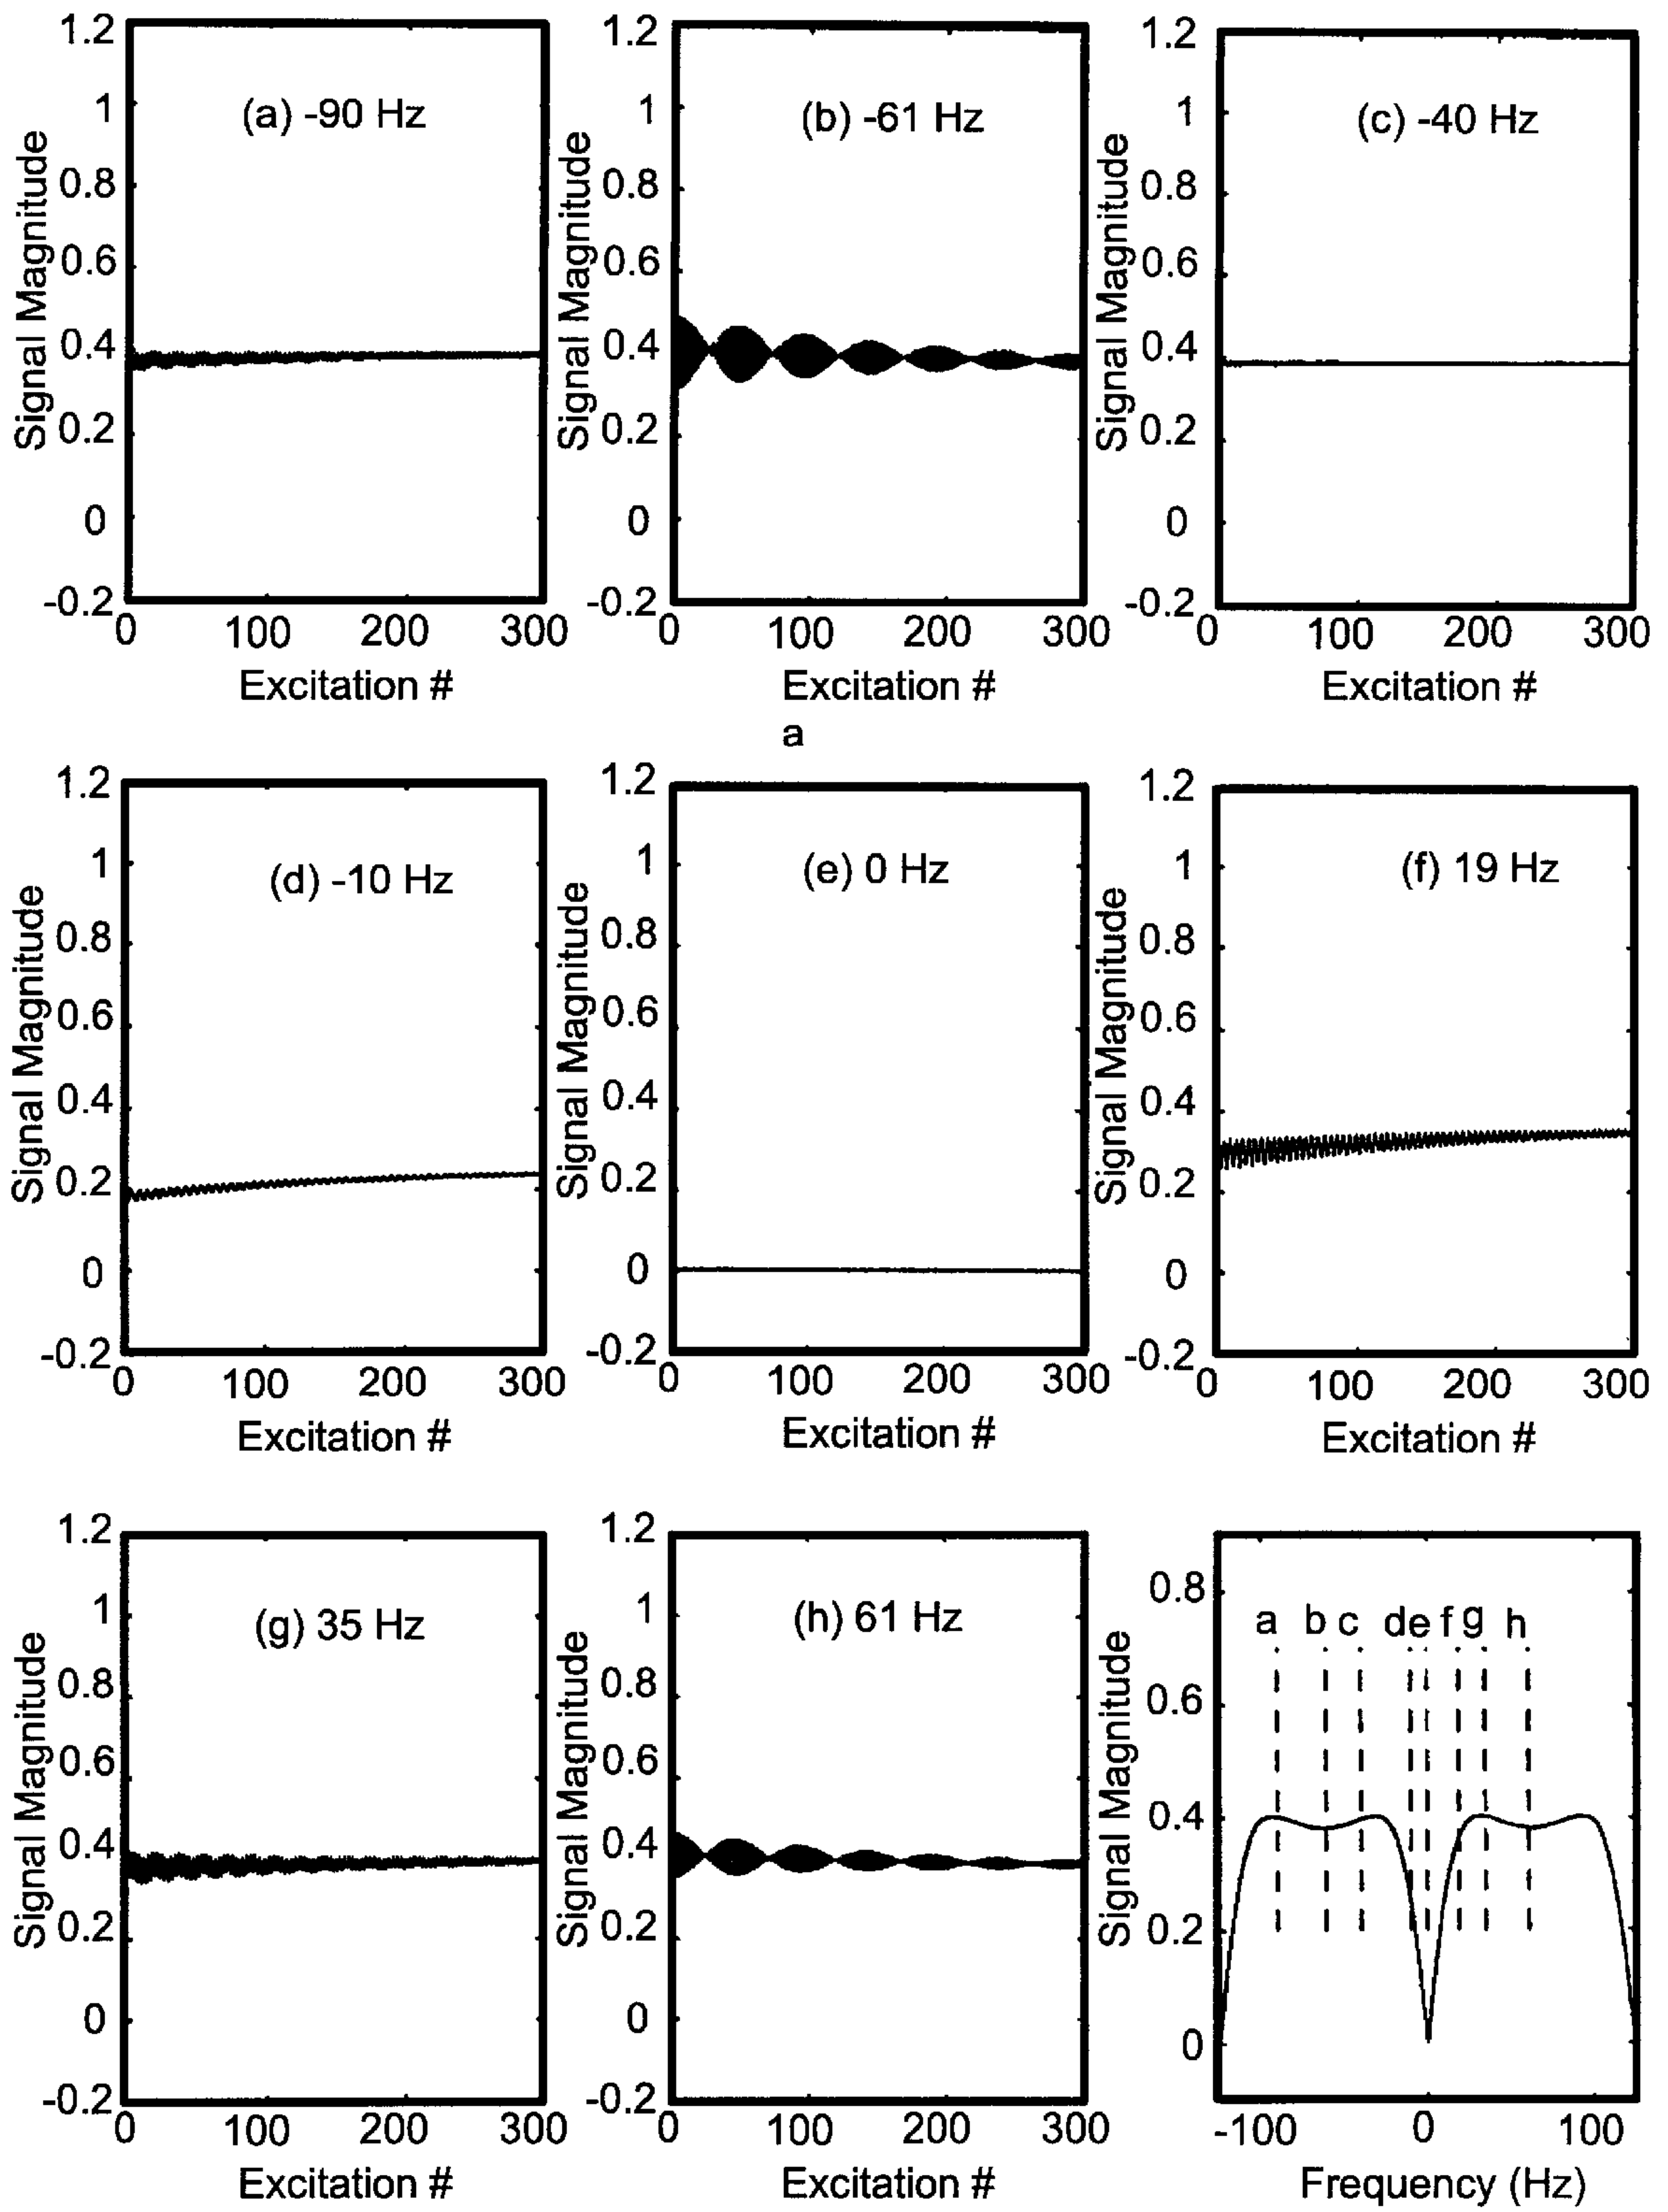 1.2
1
0.8
0.6
0.4
0.2
0
-0.2
Signal Magnitude
(a) -90 Hz
0 100 200 300
Excitation #
1.2
1
0.8
0.6
0.4
0.2
0
-0.2
Signal Magnitude
(b) -61 Hz
0 100 200 300
Excitation #
1.2
1
0.8
0.6
0.4
0.2
0
-0.2
Signal Magnitude
(c) -40 Hz
0 100 200 300
Excitation #
a
1.2
1
0.8
0.6
0.4
0.2
0
-0.2
Signal Magnitude
(d) -10 Hz
0 100 200 300
Excitation #
1.2
1
0.8
0.6
0.4
0.2
0
-0.2
Signal Magnitude
(e) 0 Hz
0 100 200 300
Excitation #
1.2
1
0.8
0.6
0.4
0.2
0
-0.2
Signal Magnitude
(f) 19 Hz
0 100 200 300
Excitation #
1.2
1
0.8
0.6
0.4
0.2
0
-0.2
Signal Magnitude
(g) 35 Hz
0 100 200 300
Excitation #
1.2
1
0.8
0.6
0.4
0.2
0
-0.2
Signal Magnitude
(h) 61 Hz
0 100 200 300
Excitation #
0.8
0.6
0.4
0.2
0
Signal Magnitude
a b c d e f g h
-100 0 100
Frequency (Hz)